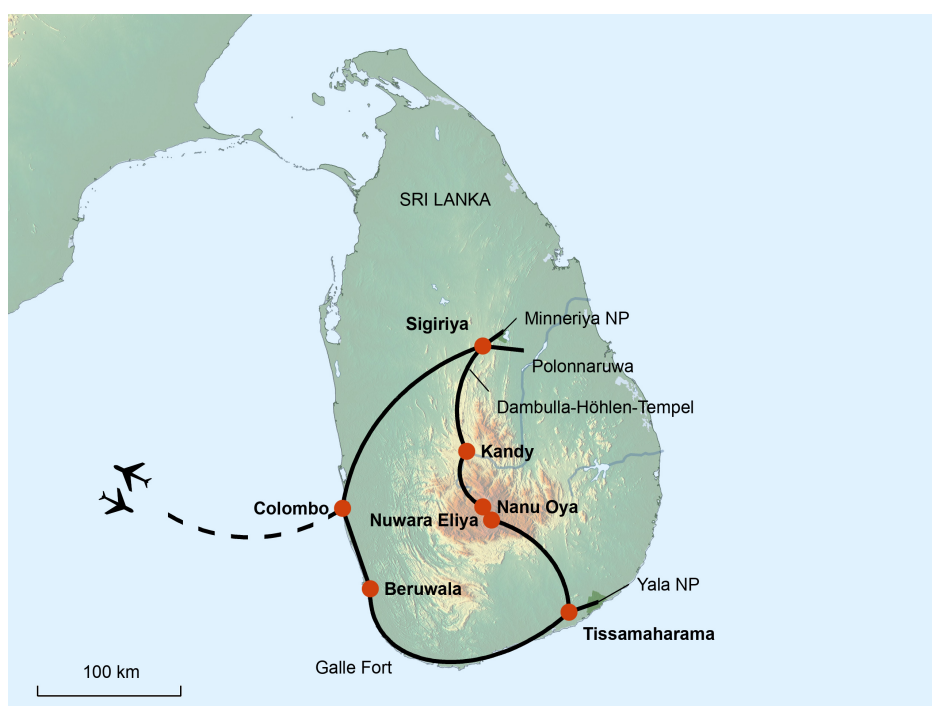 SRI LANKA
Minneriya NP
Sigiriya
Polonnaruwa
Dambulla-Höhlen-Tempel
Kandy
Nanu Oya
Colombo
Nuwara Eliya
Beruwala
Yala NP
Tissamaharama
Galle Fort
100 km